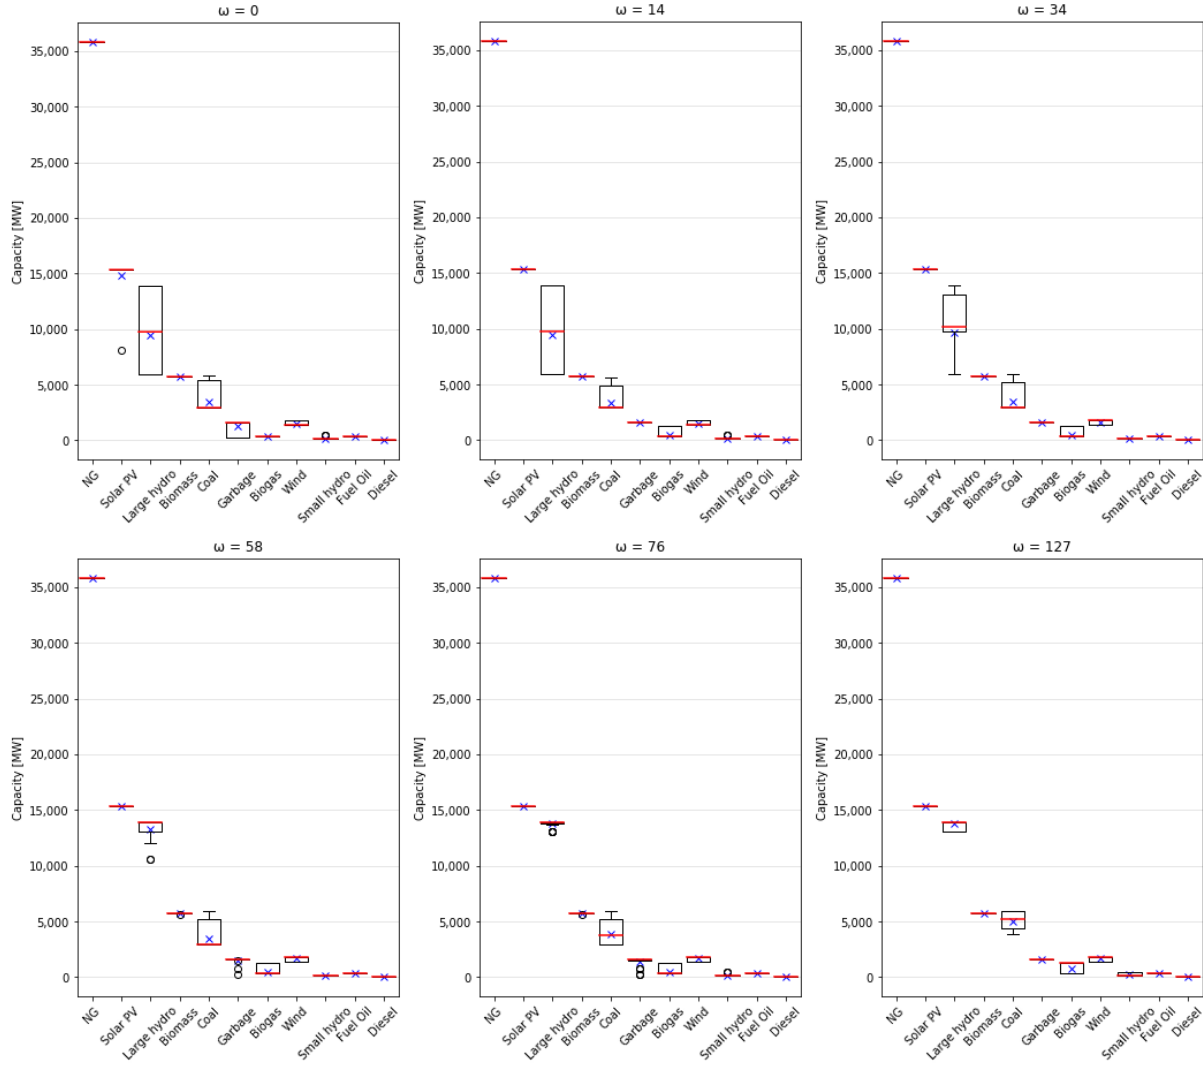 ω = 0
Capacity [MW]
35,000
30,000
25,000
20,000
15,000
10,000
5,000
0
NG
Solar PV
Large hydro
Biomass
Coal
Garbage
Biogas
Wind
Small hydro
Fuel Oil
Diesel
ω = 14
Capacity [MW]
35,000
30,000
25,000
20,000
15,000
10,000
5,000
0
NG
Solar PV
Large hydro
Biomass
Coal
Garbage
Biogas
Wind
Small hydro
Fuel Oil
Diesel
ω = 34
Capacity [MW]
35,000
30,000
25,000
20,000
15,000
10,000
5,000
0
NG
Solar PV
Large hydro
Biomass
Coal
Garbage
Biogas
Wind
Small hydro
Fuel Oil
Diesel
ω = 58
Capacity [MW]
35,000
30,000
25,000
20,000
15,000
10,000
5,000
0
NG
Solar PV
Large hydro
Biomass
Coal
Garbage
Biogas
Wind
Small hydro
Fuel Oil
Diesel
ω = 76
Capacity [MW]
35,000
30,000
25,000
20,000
15,000
10,000
5,000
0
NG
Solar PV
Large hydro
Biomass
Coal
Garbage
Biogas
Wind
Small hydro
Fuel Oil
Diesel
ω = 127
Capacity [MW]
35,000
30,000
25,000
20,000
15,000
10,000
5,000
0
NG
Solar PV
Large hydro
Biomass
Coal
Garbage
Biogas
Wind
Small hydro
Fuel Oil
Diesel